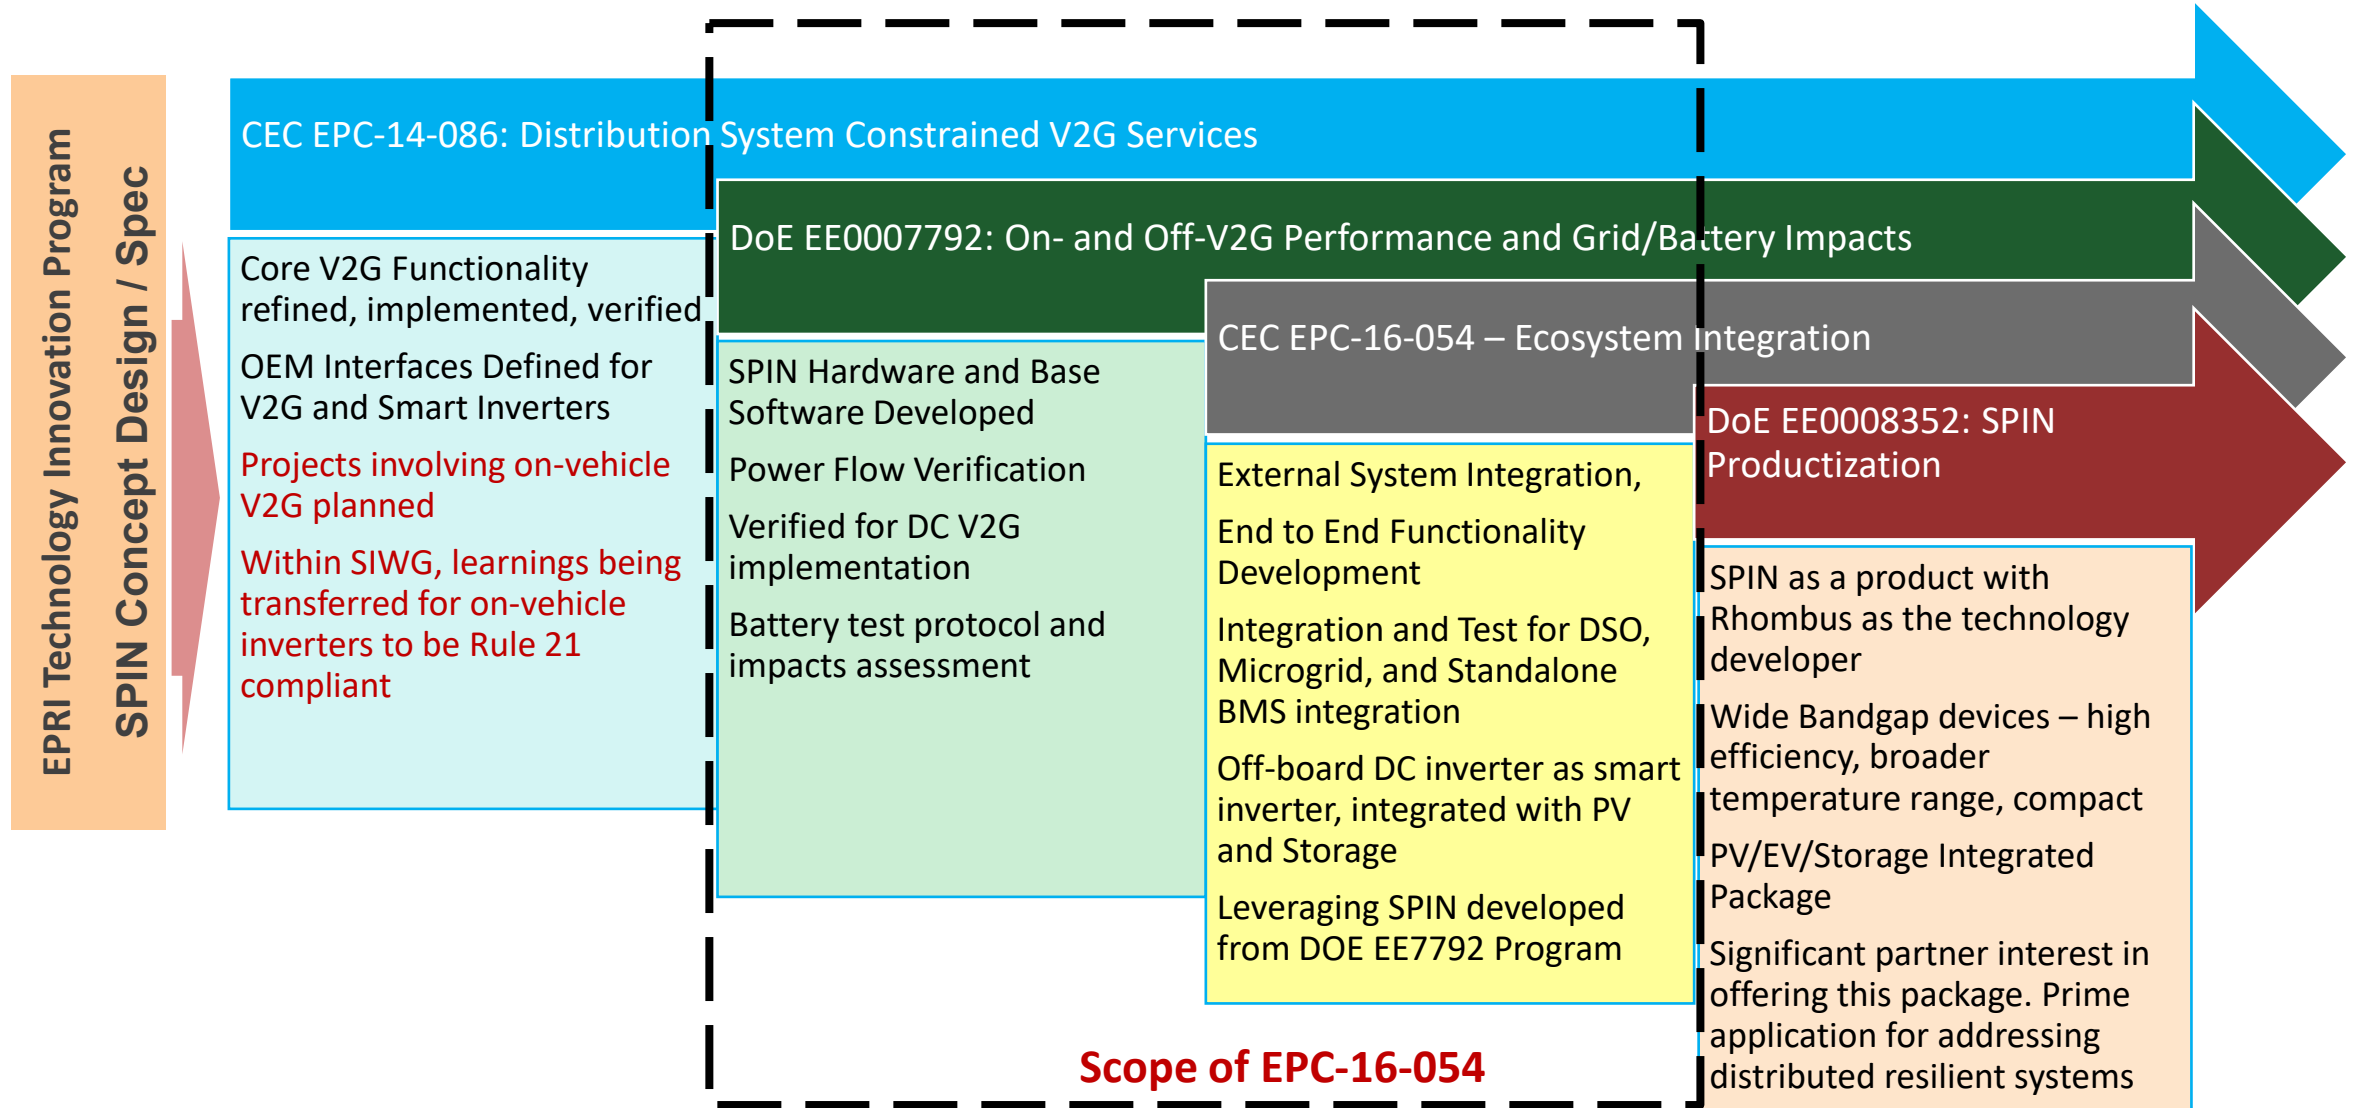 EPRI Technology Innovation Program
SPIN Concept Design / Spec
CEC EPC-14-086: Distribution System Constrained V2G Services
Core V2G Functionality
refined, implemented, verified
OEM Interfaces Defined for
V2G and Smart Inverters
Projects involving on-vehicle
V2G planned
Within SIWG, learnings being
transferred for on-vehicle
inverters to be Rule 21
compliant
DoE EE0007792: On- and Off-V2G Performance and Grid/Battery Impacts
SPIN Hardware and Base
Software Developed
Power Flow Verification
Verified for DC V2G
implementation
Battery test protocol and
impacts assessment
CEC EPC-16-054 – Ecosystem Integration
External System Integration,
End to End Functionality
Development
Integration and Test for DSO,
Microgrid, and Standalone
BMS integration
Off-board DC inverter as smart
inverter, integrated with PV
and Storage
Leveraging SPIN developed
from DOE EE7792 Program
DoE EE0008352: SPIN
Productization
SPIN as a product with
Rhombus as the technology
developer
Wide Bandgap devices – high
efficiency, broader
temperature range, compact
PV/EV/Storage Integrated
Package
Significant partner interest in
offering this package. Prime
application for addressing
distributed resilient systems
Scope of EPC-16-054